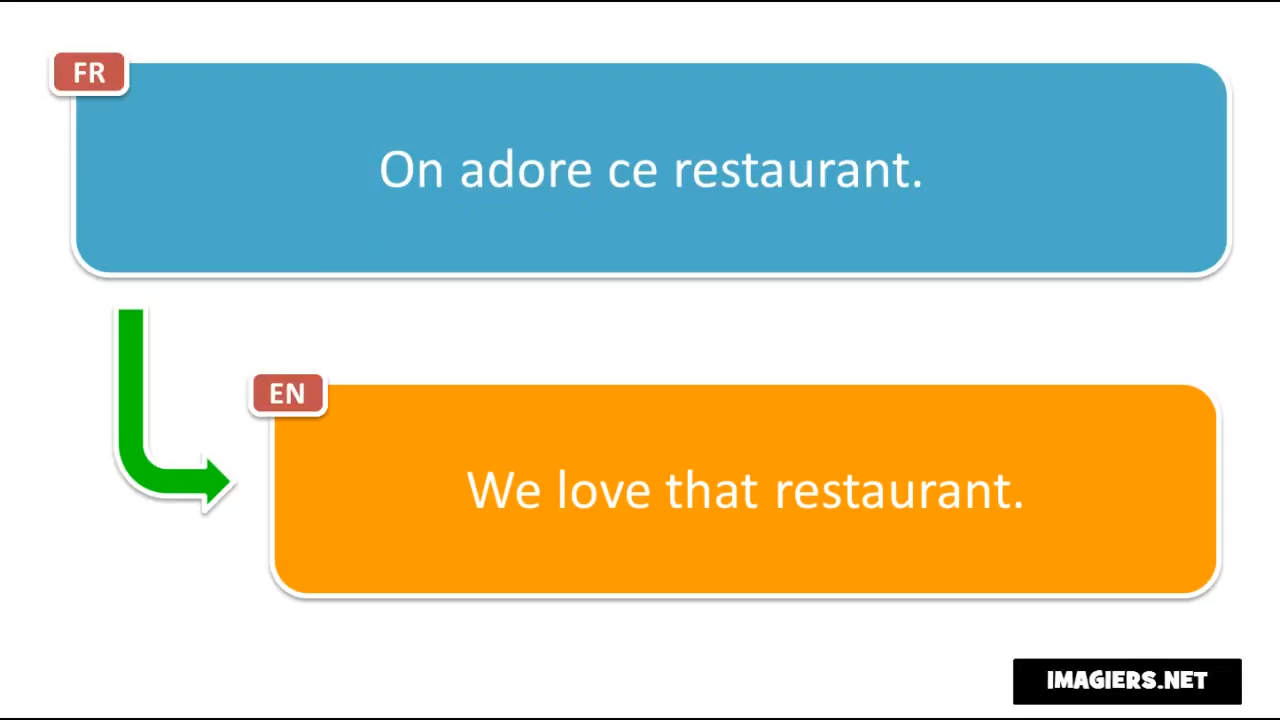 FR
On adore ce restaurant.
EN
We love that restaurant.
IMAGIERS.NET